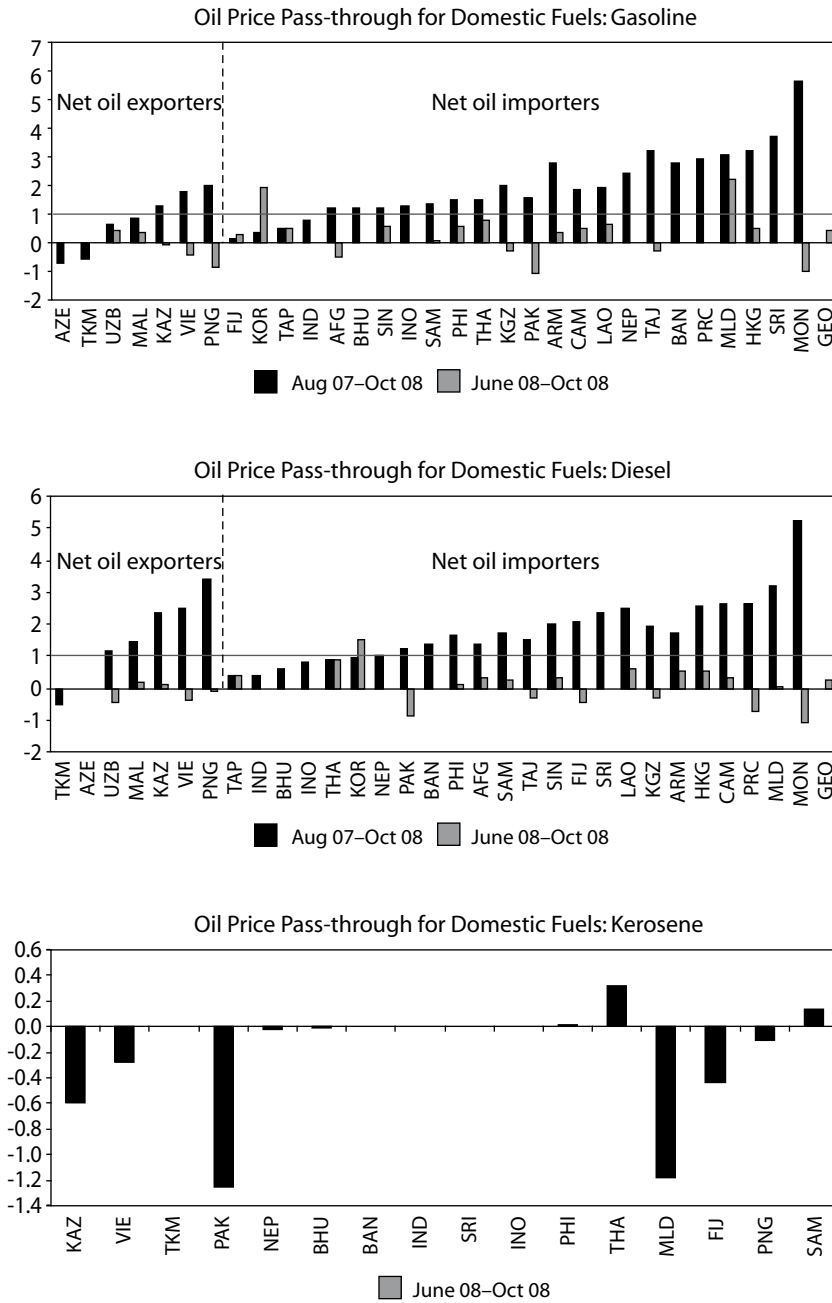 Oil Price Pass-through for Domestic Fuels: Gasoline
7
6
5
4
3
2
1
0
-1
-2
Net oil exporters
Net oil importers
AZE TKM UZB MAL KAZ VIE PNG FIJ KOR TAP IND AFG BHU SIN INO SAM PHI THA KGZ PAK ARM CAM LAO NEP TAJ BAN PRC MLD HKG SRI MON GEO
Aug 07–Oct 08 June 08–Oct 08
Oil Price Pass-through for Domestic Fuels: Diesel
6
5
4
3
2
1
0
-1
-2
Net oil exporters
Net oil importers
TKM AZE UZB MAL KAZ VIE PNG TAP IND BHU INO THA KOR NEP PAK BAN PHI AFG SAM TAJ SIN FIJ SRI LAO KGZ ARM HKG CAM PRC MLD MON GEO
Aug 07–Oct 08 June 08–Oct 08
Oil Price Pass-through for Domestic Fuels: Kerosene
0.6
0.4
0.2
0.0
-0.2
-0.4
-0.6
-0.8
-1.0
-1.2
-1.4
KAZ VIE TKM PAK NEP BHU BAN IND SRI INO PHI THA MLD FIJ PNG SAM
June 08–Oct 08